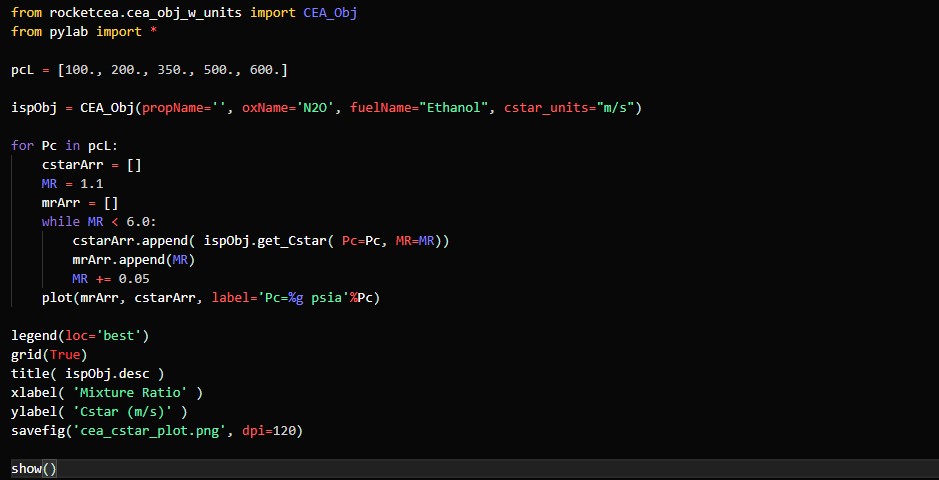 from rocketcea.cea_obj_w_units import CEA_Obj
from pylab import *
pcL = [100., 200., 350., 500., 600.]
ispObj = CEA_Obj(propName='', oxName='N2O', fuelName="Ethanol", cstar_units="m/s")
for Pc in pcL:
    cstarArr = []
    MR = 1.1
    mrArr = []
    while MR < 6.0:
        cstarArr.append( ispObj.get_Cstar( Pc=Pc, MR=MR))
        mrArr.append(MR)
        MR += 0.05
    plot(mrArr, cstarArr, label='Pc=%g psia'%Pc)
legend(loc='best')
grid(True)
title( ispObj.desc )
xlabel( 'Mixture Ratio' )
ylabel( 'Cstar (m/s)' )
savefig('cea_cstar_plot.png', dpi=120)
show()